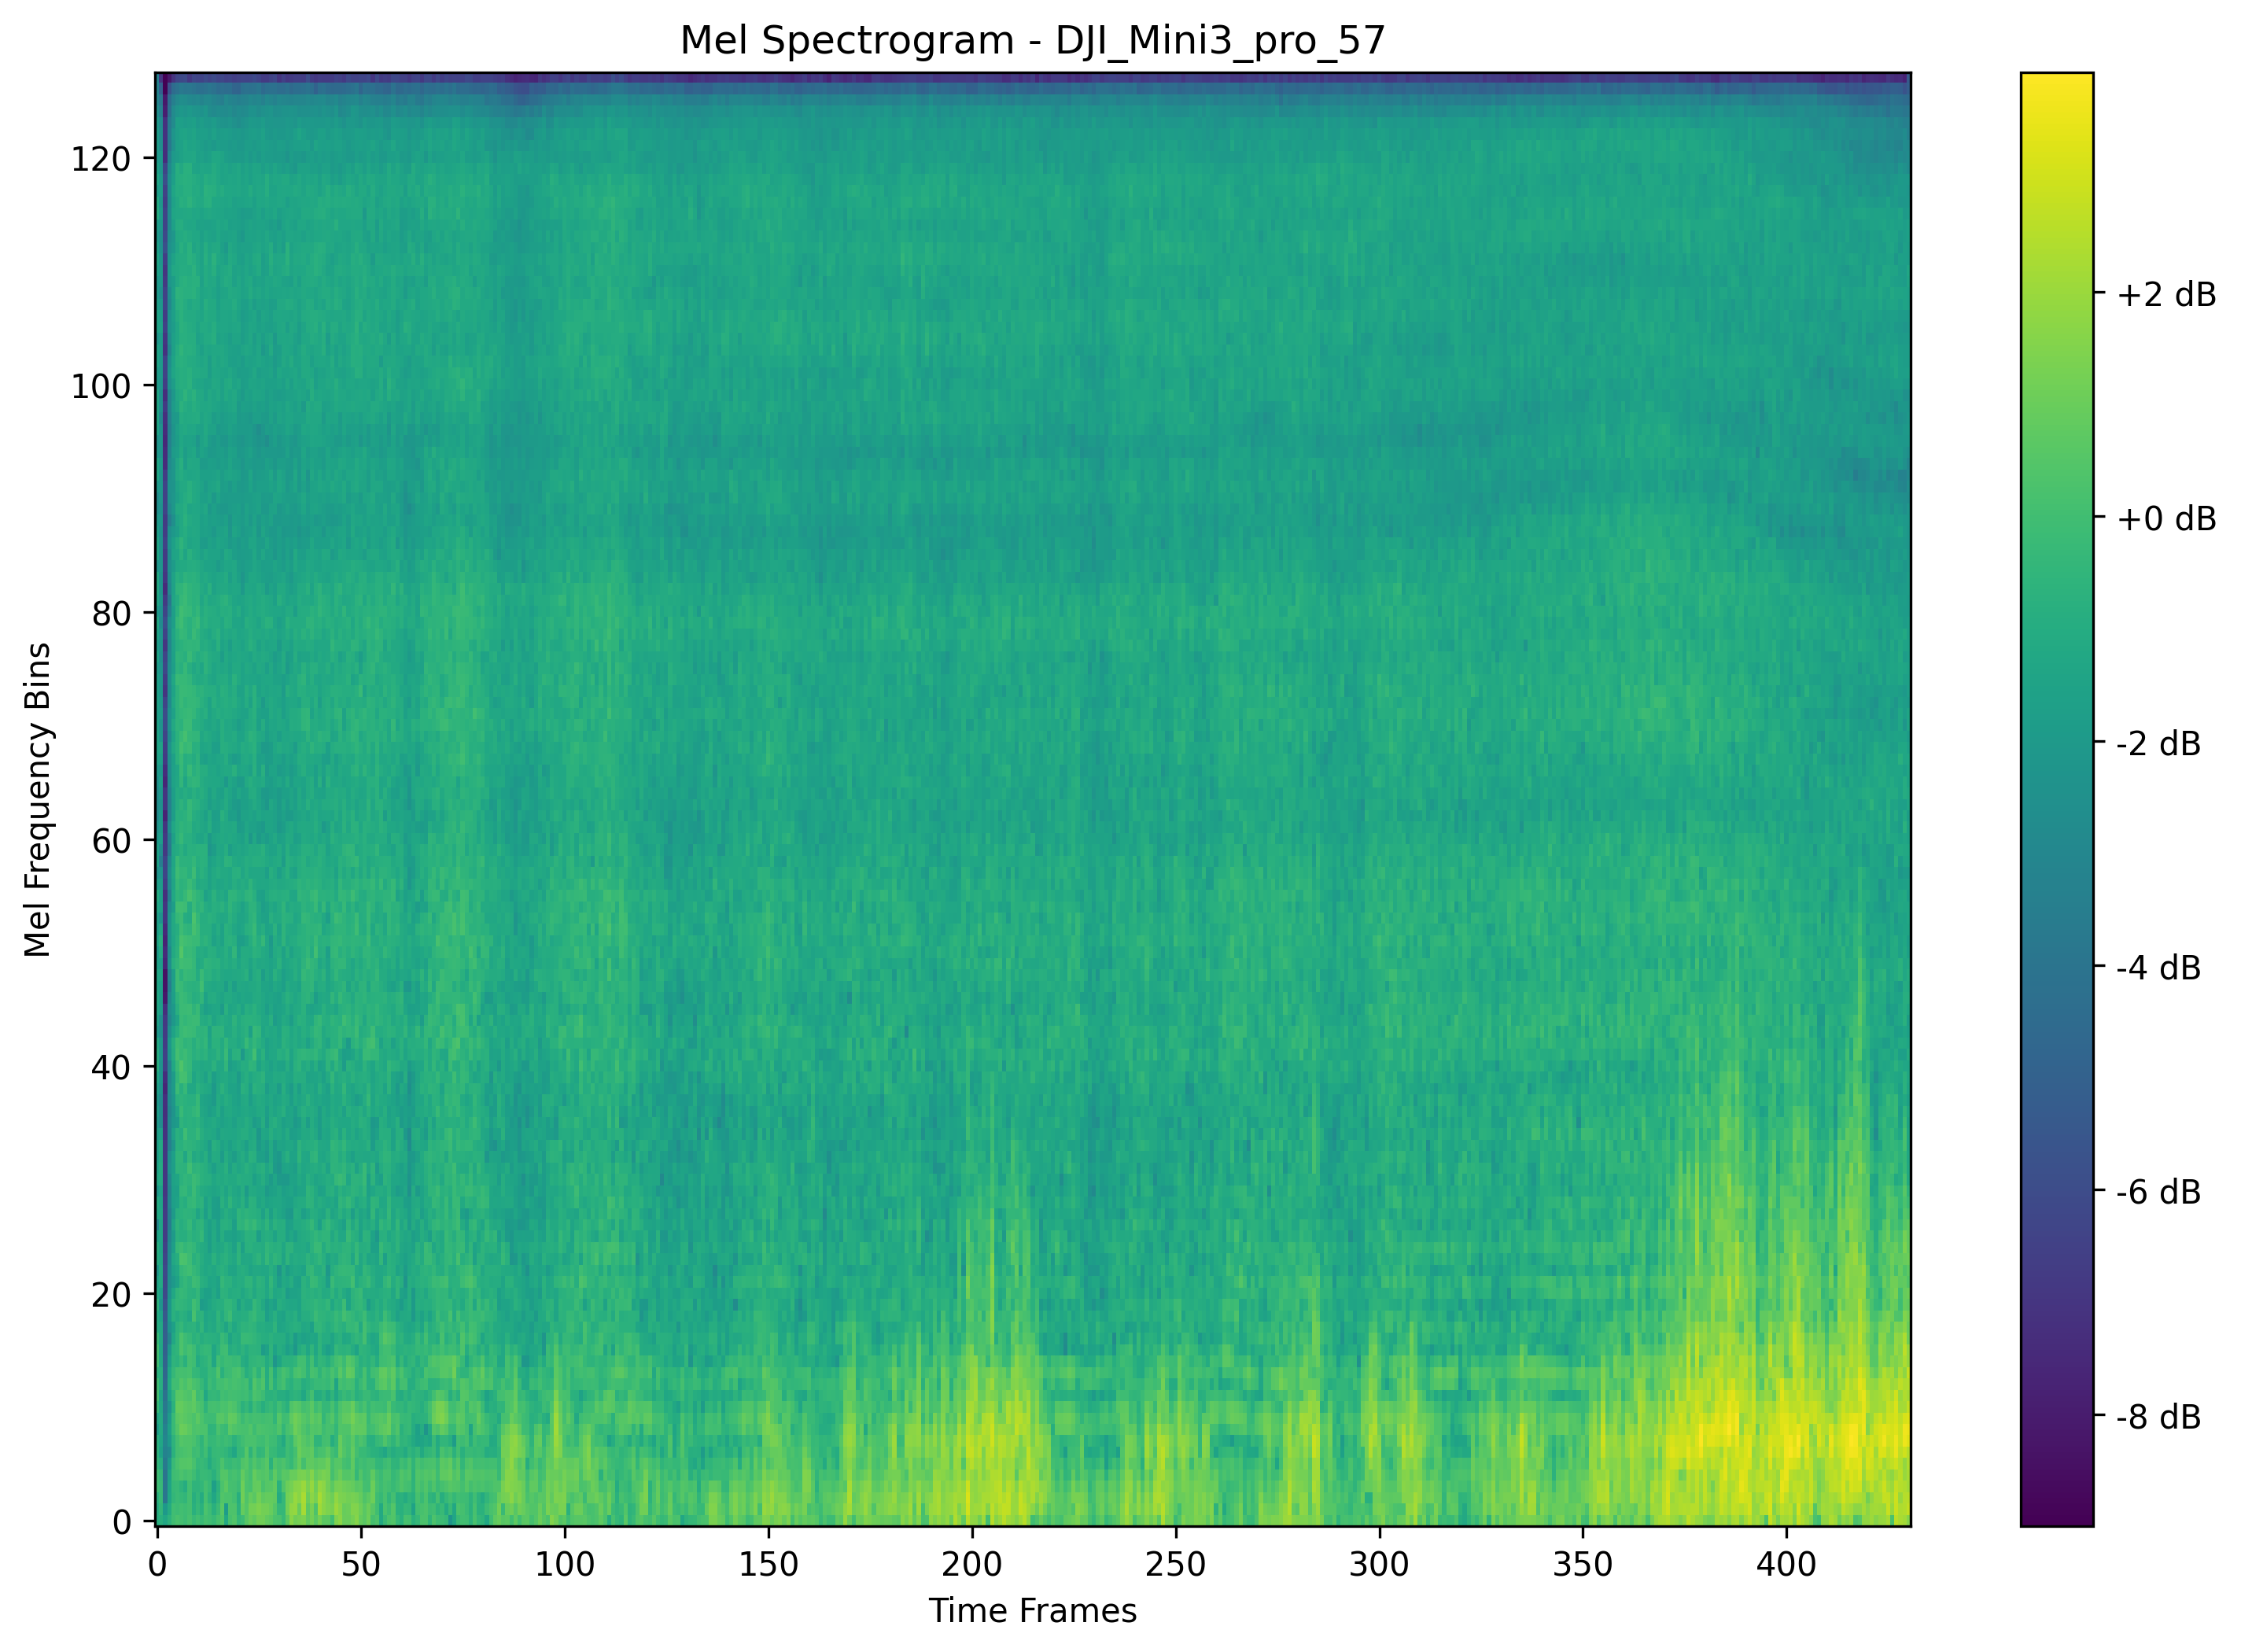 Mel Spectrogram - DJI_Mini3_pro_57
Mel Frequency Bins
120
100
80
60
40
20
0
0 50 100 150 200 250 300 350 400
Time Frames
+2 dB
+0 dB
-2 dB
-4 dB
-6 dB
-8 dB